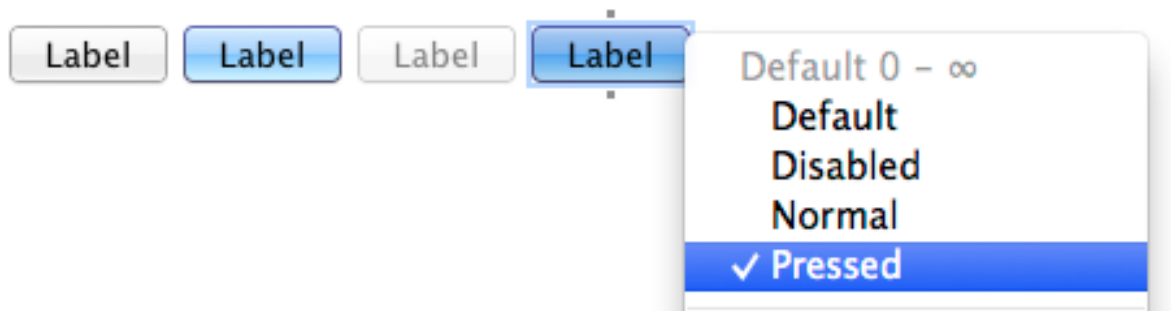 Label Label Label Label
Default 0 – ∞
Default
Disabled
Normal
✓ Pressed